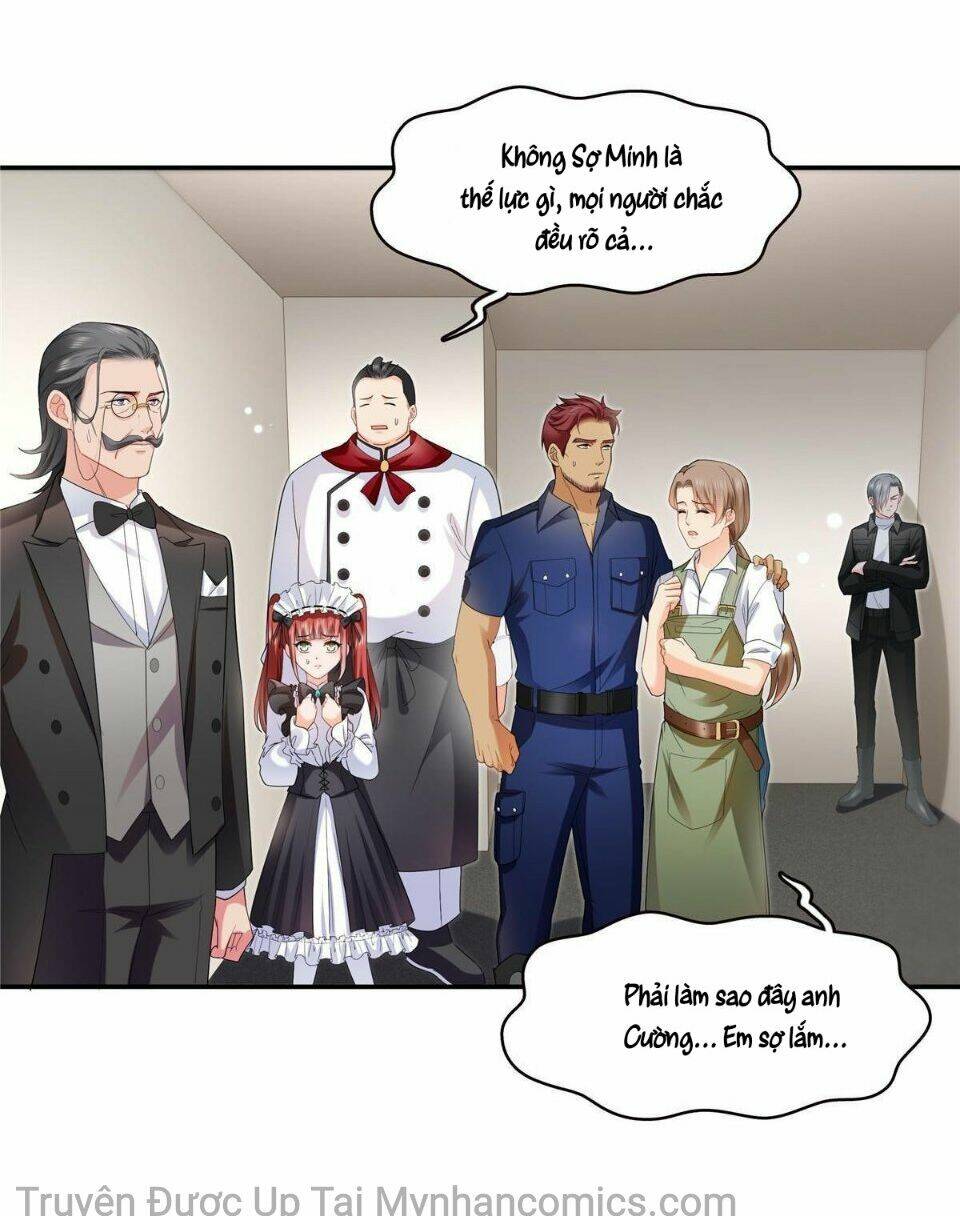 Không Sợ Minh là
thế lực gì, mọi người chắc
đều rõ cả...
Phải làm sao đây anh
Cường... Em sợ lắm...
Truyện Được Up Tại Mynhancomics.com